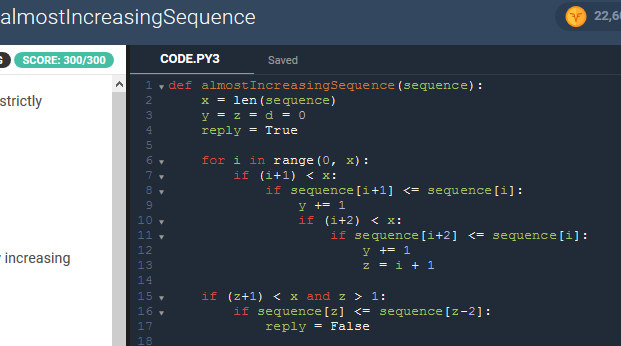 almostIncreasingSequence
SCORE: 300/300
CODE.PY3 Saved
strictly
increasing
1 def almostIncreasingSequence(sequence):
2     x = len(sequence)
3     y = z = d = 0
4     reply = True
5
6     for i in range(0, x):
7         if (i+1) < x:
8             if sequence[i+1] <= sequence[i]:
9                 y += 1
10                 if (i+2) < x:
11                     if sequence[i+2] <= sequence[i]:
12                         y += 1
13                         z = i + 1
14
15     if (z+1) < x and z > 1:
16         if sequence[z] <= sequence[z-2]:
17             reply = False
18